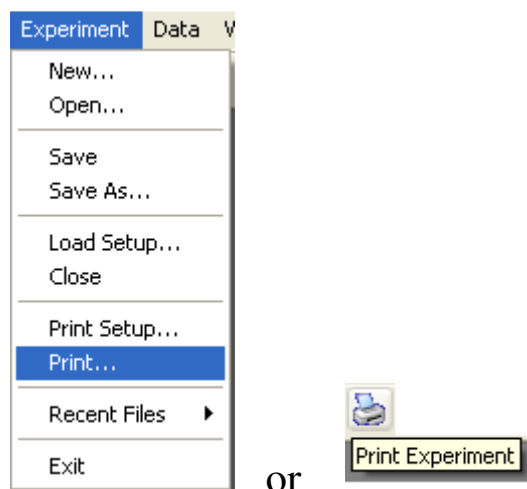 Experiment Data
New...
Open...
Save
Save As...
Load Setup...
Close
Print Setup...
Print...
Recent Files
Exit
or
Print Experiment